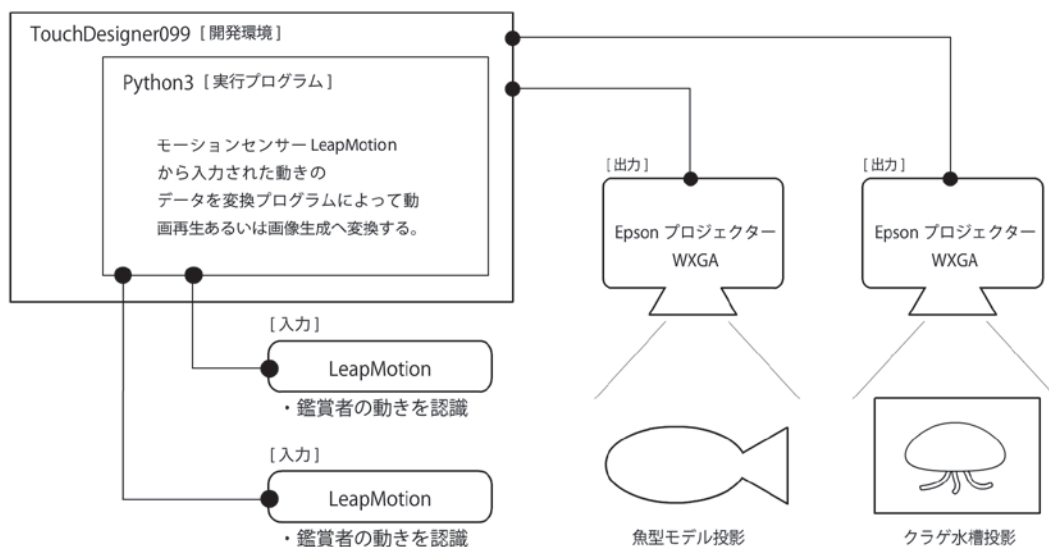 TouchDesigner099 [開発環境]
Python3 [実行プログラム]
モーションセンサー LeapMotion
から入力された動きの
データを変換プログラムによって動
画再生あるいは画像生成へ変換する。
[入力]
LeapMotion
・鑑賞者の動きを認識
[入力]
LeapMotion
・鑑賞者の動きを認識
[出力]
Epson プロジェクター
WXGA
魚型モデル投影
[出力]
Epson プロジェクター
WXGA
クラゲ水槽投影